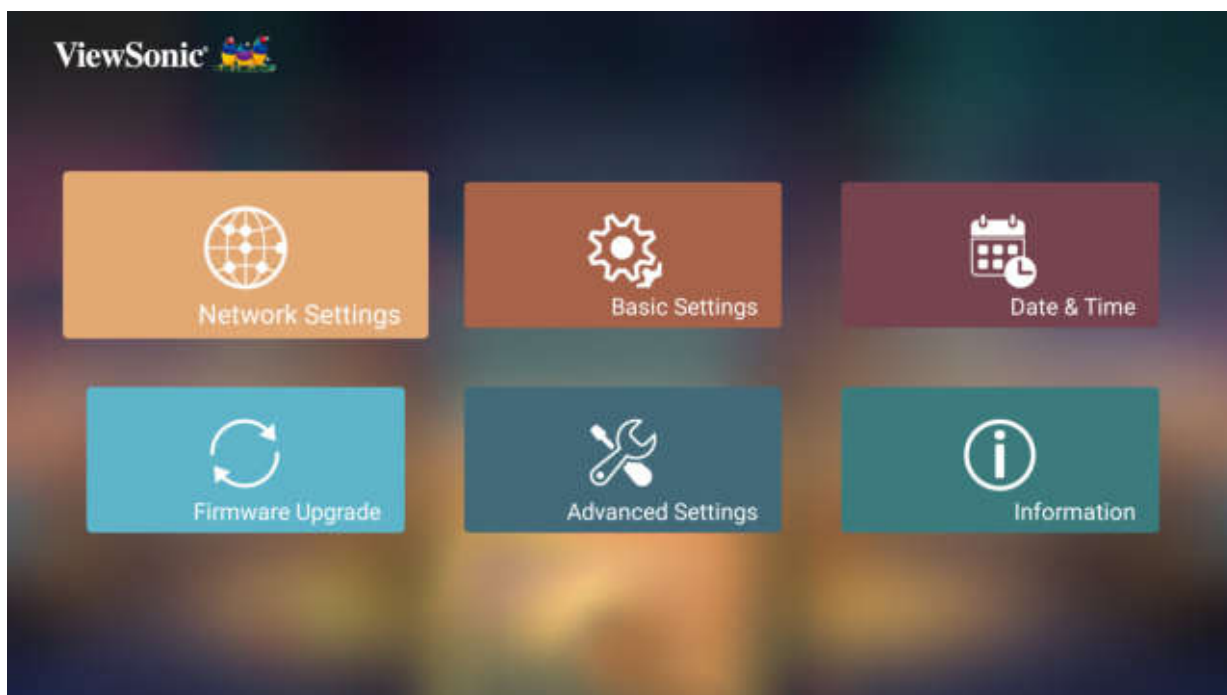 ViewSonic®
Network Settings
Basic Settings
Date & Time
Firmware Upgrade
Advanced Settings
Information